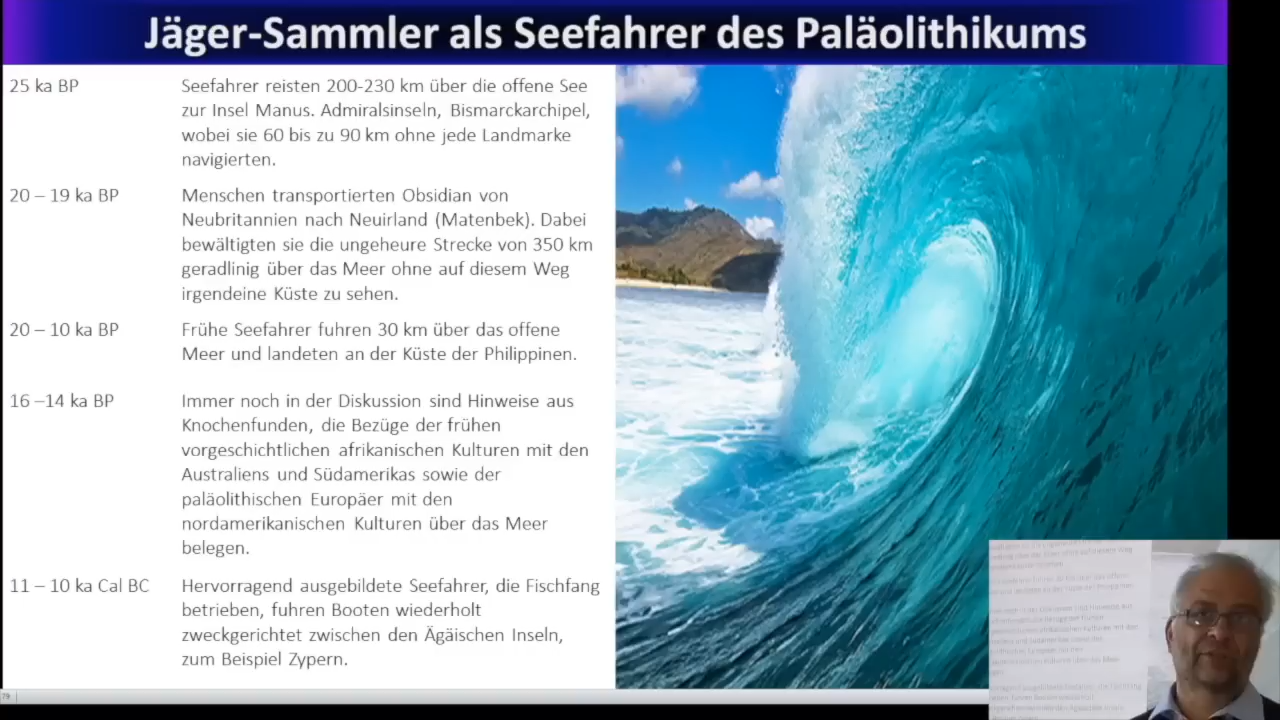 Jäger-Sammler als Seefahrer des Paläolithikums
25 ka BP
Seefahrer reisten 200-230 km über die offene See
zur Insel Manus. Admiralsinseln, Bismarckarchipel,
wobei sie 60 bis zu 90 km ohne jede Landmarke
navigierten.
20 – 19 ka BP
Menschen transportierten Obsidian von
Neubritannien nach Neuirland (Matenbek). Dabei
bewältigten sie die ungeheure Strecke von 350 km
geradlinig über das Meer ohne auf diesem Weg
irgendeine Küste zu sehen.
20 – 10 ka BP
Frühe Seefahrer fuhren 30 km über das offene
Meer und landeten an der Küste der Philippinen.
16 –14 ka BP
Immer noch in der Diskussion sind Hinweise aus
Knochenfunden, die Bezüge der frühen
vorgeschichtlichen afrikanischen Kulturen mit den
Australiens und Südamerikas sowie der
paläolithischen Europäer mit den
nordamerikanischen Kulturen über das Meer
belegen.
11 – 10 ka Cal BC
Hervorragend ausgebildete Seefahrer, die Fischfang
betrieben, fuhren Booten wiederholt
zweckgerichtet zwischen den Ägäischen Inseln,
zum Beispiel Zypern.
79